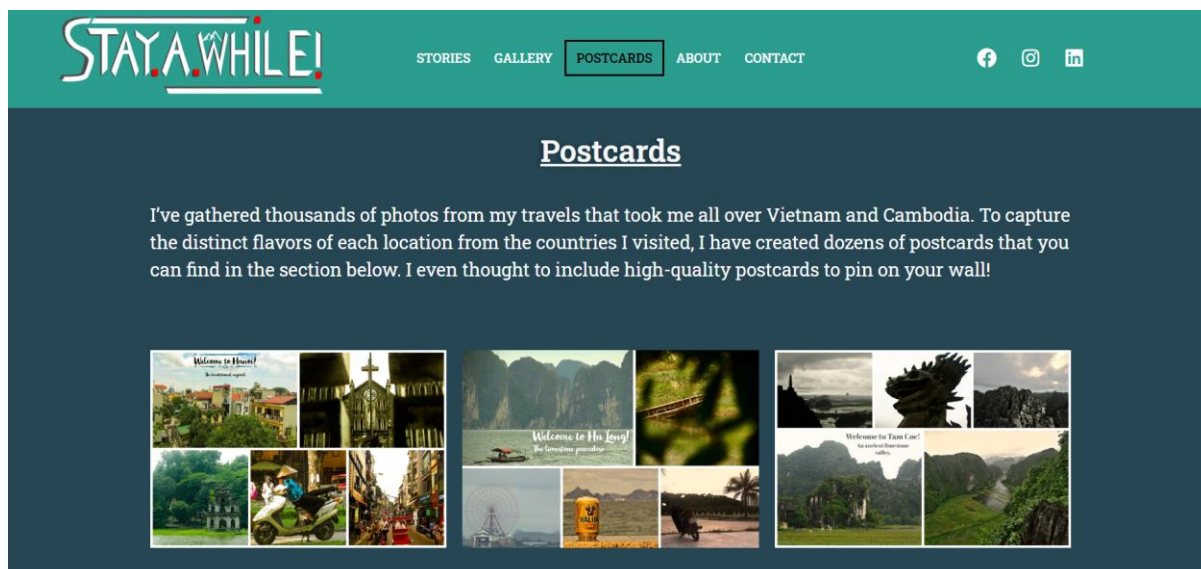 STAY.A.WHILE!
STORIES GALLERY POSTCARDS ABOUT CONTACT
Postcards
I've gathered thousands of photos from my travels that took me all over Vietnam and Cambodia. To capture
the distinct flavors of each location from the countries I visited, I have created dozens of postcards that you
can find in the section below. I even thought to include high-quality postcards to pin on your wall!
Welcome to Hanoi!
The traditional capital.
Welcome to Ha Long!
The limestone paradise.
HALIDA
Welcome to Tam Coc!
An ancient limestone
valley.